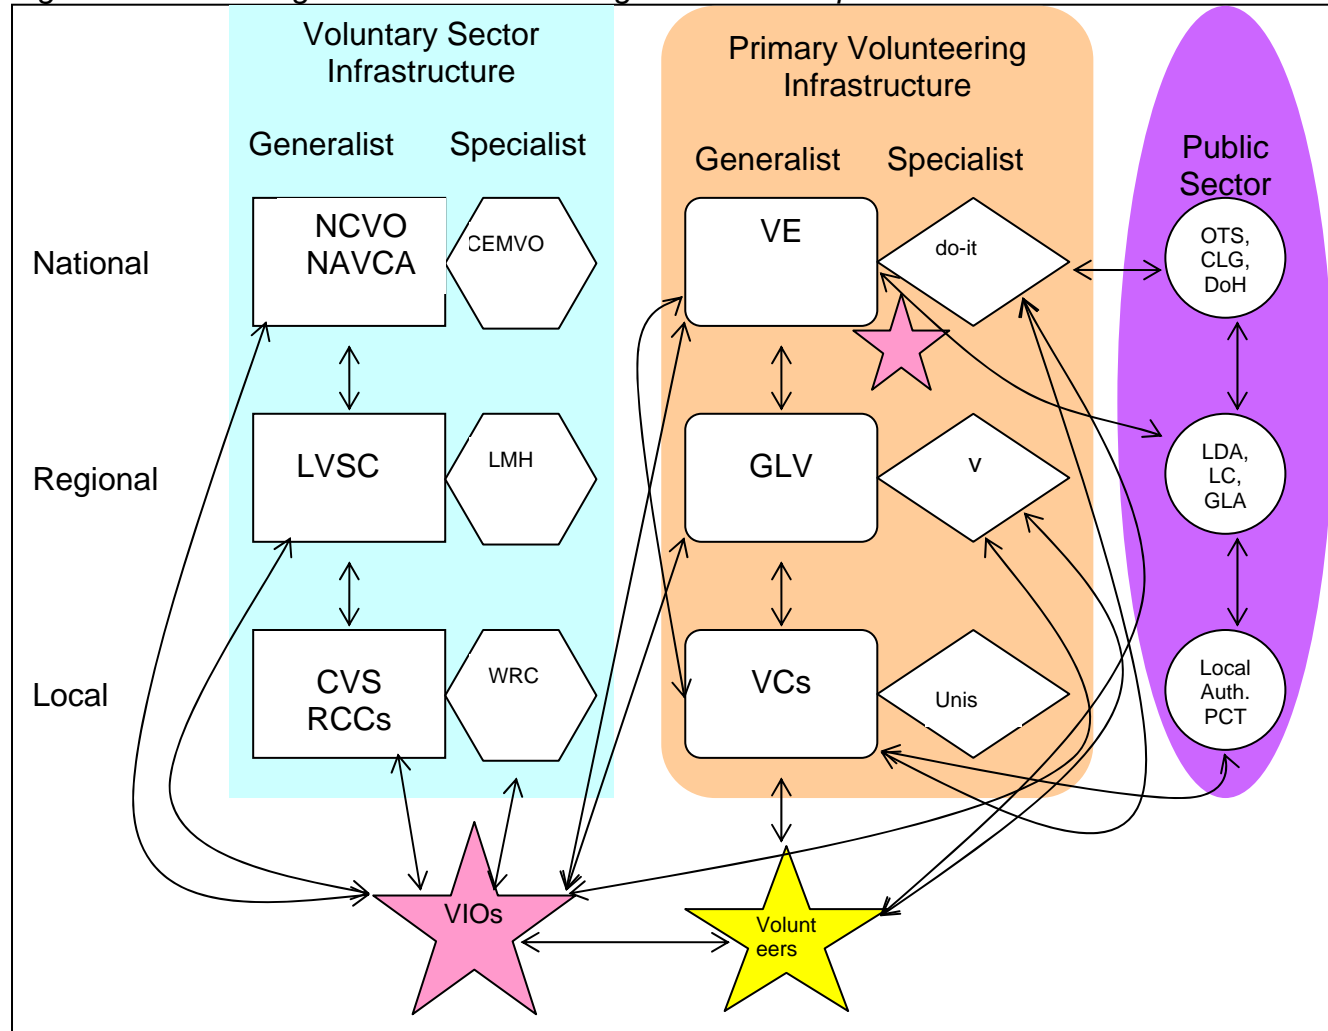 Voluntary Sector
Infrastructure
Primary Volunteering
Infrastructure
Generalist
Specialist
Generalist
Specialist
Public
Sector
National
NCVO
NAVCA
CEMVO
VE
do-it
OTS,
CLG,
DoH
Regional
LVSC
LMH
GLV
v
LDA,
LC,
GLA
Local
CVS
RCCs
WRC
VCs
Unis
Local
Auth.
PCT
VIOs
Volunt
eers